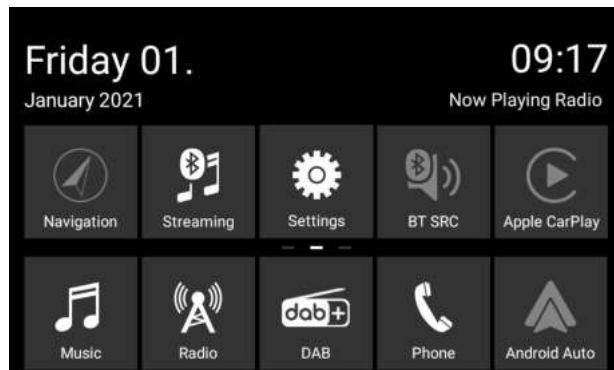 Friday 01.
09:17
January 2021
Now Playing Radio
Navigation
Streaming
Settings
BT SRC
Apple CarPlay
dab+
Music
Radio
DAB
Phone
Android Auto